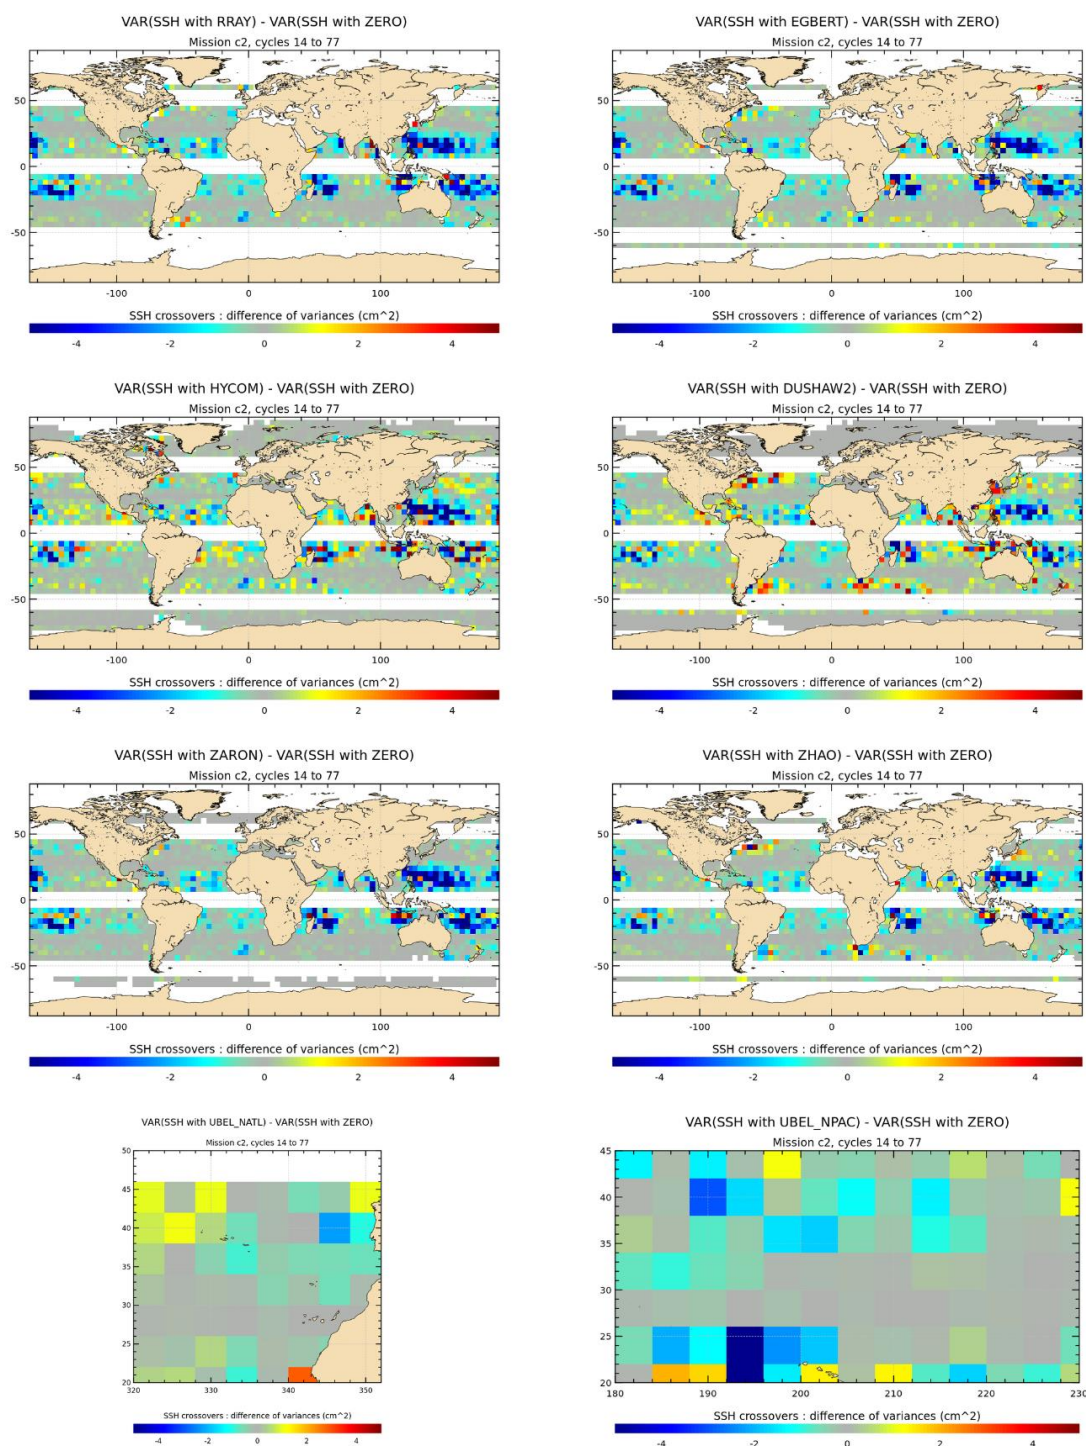 VAR(SSH with RRAY) - VAR(SSH with ZERO)
Mission c2, cycles 14 to 77
50
0
-50
-100 0 100
SSH crossovers : difference of variances (cm^2)
-4 -2 0 2 4
VAR(SSH with EGBERT) - VAR(SSH with ZERO)
Mission c2, cycles 14 to 77
50
0
-50
-100 0 100
SSH crossovers : difference of variances (cm^2)
-4 -2 0 2 4
VAR(SSH with HYCOM) - VAR(SSH with ZERO)
Mission c2, cycles 14 to 77
50
0
-50
-100 0 100
SSH crossovers : difference of variances (cm^2)
-4 -2 0 2 4
VAR(SSH with DUSHAW2) - VAR(SSH with ZERO)
Mission c2, cycles 14 to 77
50
0
-50
-100 0 100
SSH crossovers : difference of variances (cm^2)
-4 -2 0 2 4
VAR(SSH with ZARON) - VAR(SSH with ZERO)
Mission c2, cycles 14 to 77
50
0
-50
-100 0 100
SSH crossovers : difference of variances (cm^2)
-4 -2 0 2 4
VAR(SSH with ZHAO) - VAR(SSH with ZERO)
Mission c2, cycles 14 to 77
50
0
-50
-100 0 100
SSH crossovers : difference of variances (cm^2)
-4 -2 0 2 4
VAR(SSH with UBEL_NATL) - VAR(SSH with ZERO)
Mission c2, cycles 14 to 77
50
45
40
35
30
25
20
320 330 340 350
SSH crossovers : difference of variances (cm^2)
-4 -2 0 2 4
VAR(SSH with UBEL_NPAC) - VAR(SSH with ZERO)
Mission c2, cycles 14 to 77
45
40
35
30
25
20
180 190 200 210 220 230
SSH crossovers : difference of variances (cm^2)
-4 -2 0 2 4